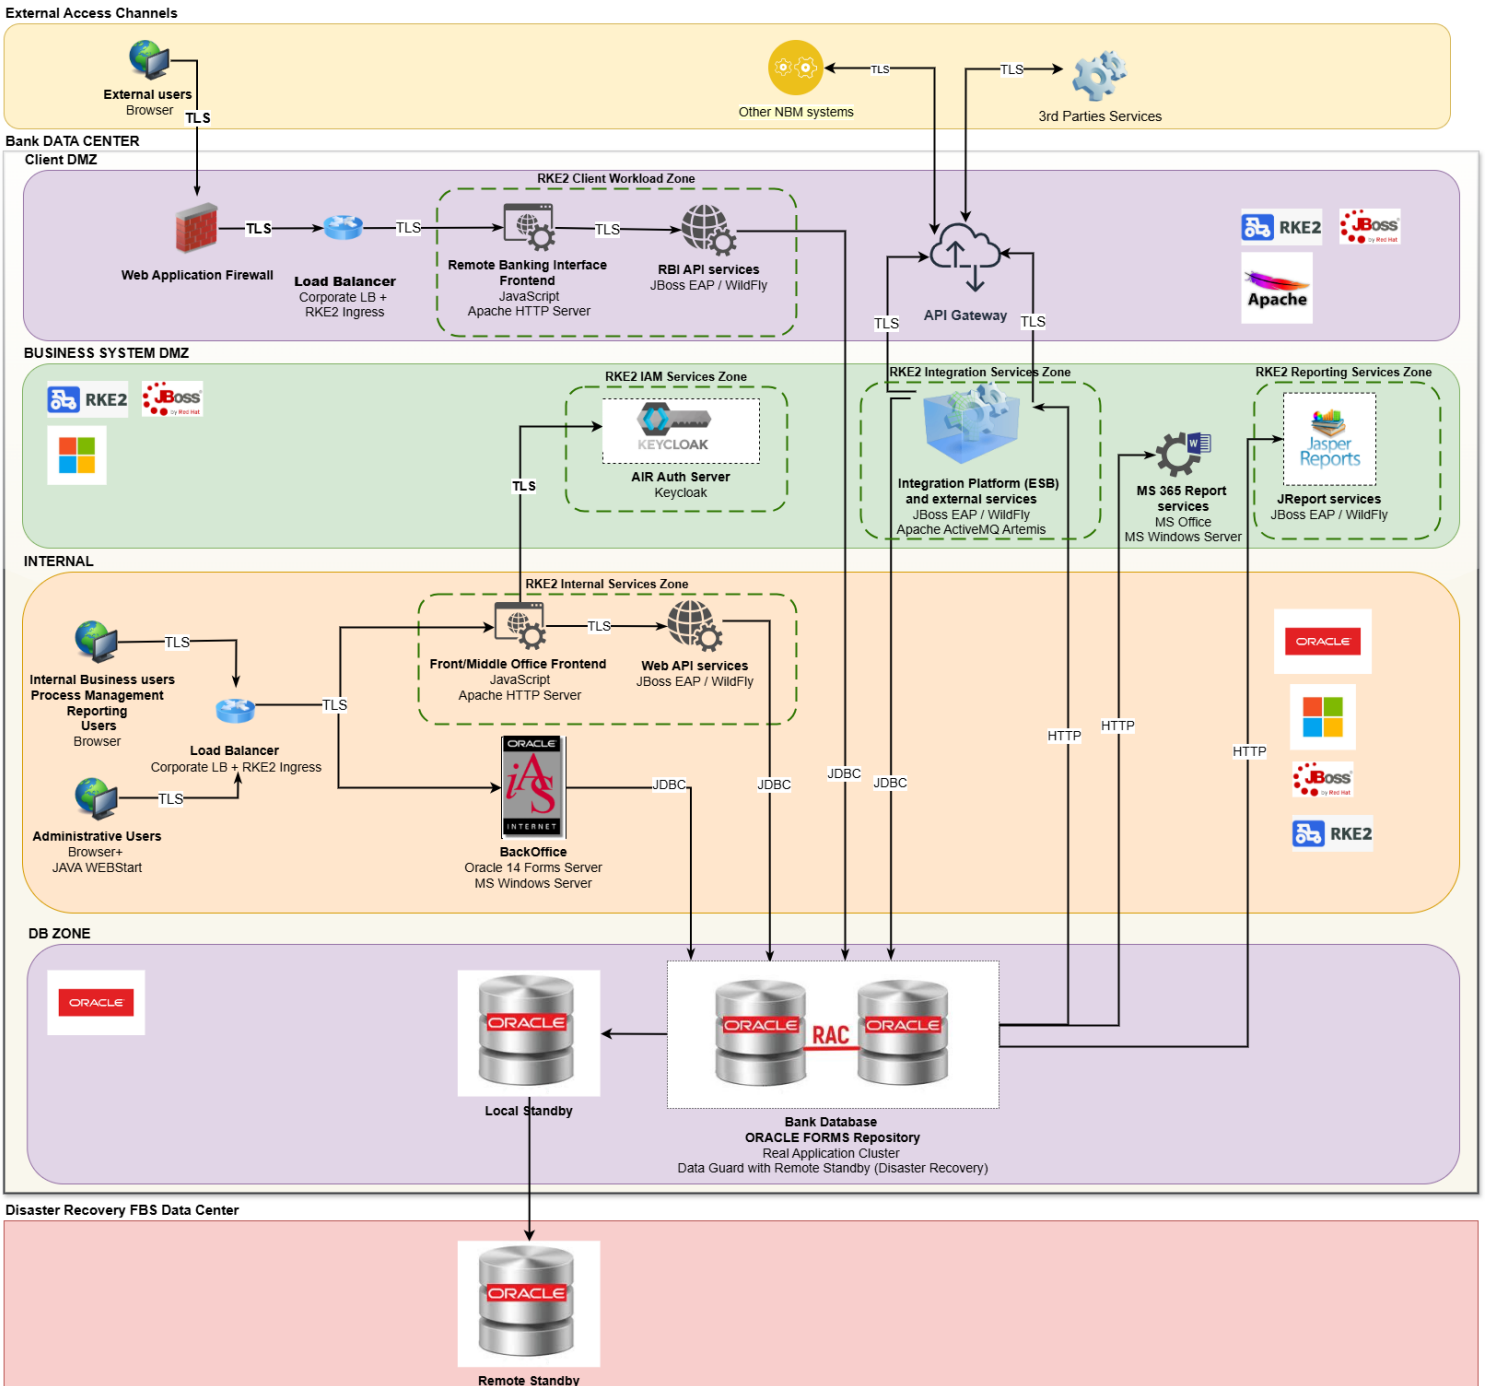 External Access Channels
External users
Browser
TLS
Other NBM systems
TLS
TLS
3rd Parties Services
Bank DATA CENTER
Client DMZ
RKE2 Client Workload Zone
Web Application Firewall
TLS
Load Balancer
Corporate LB +
RKE2 Ingress
TLS
Remote Banking Interface
Frontend
JavaScript
Apache HTTP Server
TLS
RBI API services
JBoss EAP / WildFly
API Gateway
TLS
TLS
RKE2
JBoss
by Red Hat
Apache
BUSINESS SYSTEM DMZ
RKE2
JBoss
by Red Hat
RKE2 IAM Services Zone
KEYCLOAK
AIR Auth Server
Keycloak
TLS
RKE2 Integration Services Zone
Integration Platform (ESB)
and external services
JBoss EAP / WildFly
Apache ActiveMQ Artemis
W
MS 365 Report
services
MS Office
MS Windows Server
RKE2 Reporting Services Zone
Jasper
Reports
JReport services
JBoss EAP / WildFly
INTERNAL
RKE2 Internal Services Zone
TLS
Internal Business users
Process Management
Reporting
Users
Browser
Load Balancer
Corporate LB + RKE2 Ingress
TLS
Administrative Users
Browser+
JAVA WEBStart
TLS
Front/Middle Office Frontend
JavaScript
Apache HTTP Server
TLS
Web API services
JBoss EAP / WildFly
ORACLE
iAS
INTERNET
BackOffice
Oracle 14 Forms Server
MS Windows Server
JDBC
JDBC
JDBC
JDBC
HTTP
HTTP
HTTP
ORACLE
JBoss
by Red Hat
RKE2
DB ZONE
ORACLE
ORACLE
Local Standby
ORACLE
RAC
ORACLE
Bank Database
ORACLE FORMS Repository
Real Application Cluster
Data Guard with Remote Standby (Disaster Recovery)
Disaster Recovery FBS Data Center
ORACLE
Remote Standby